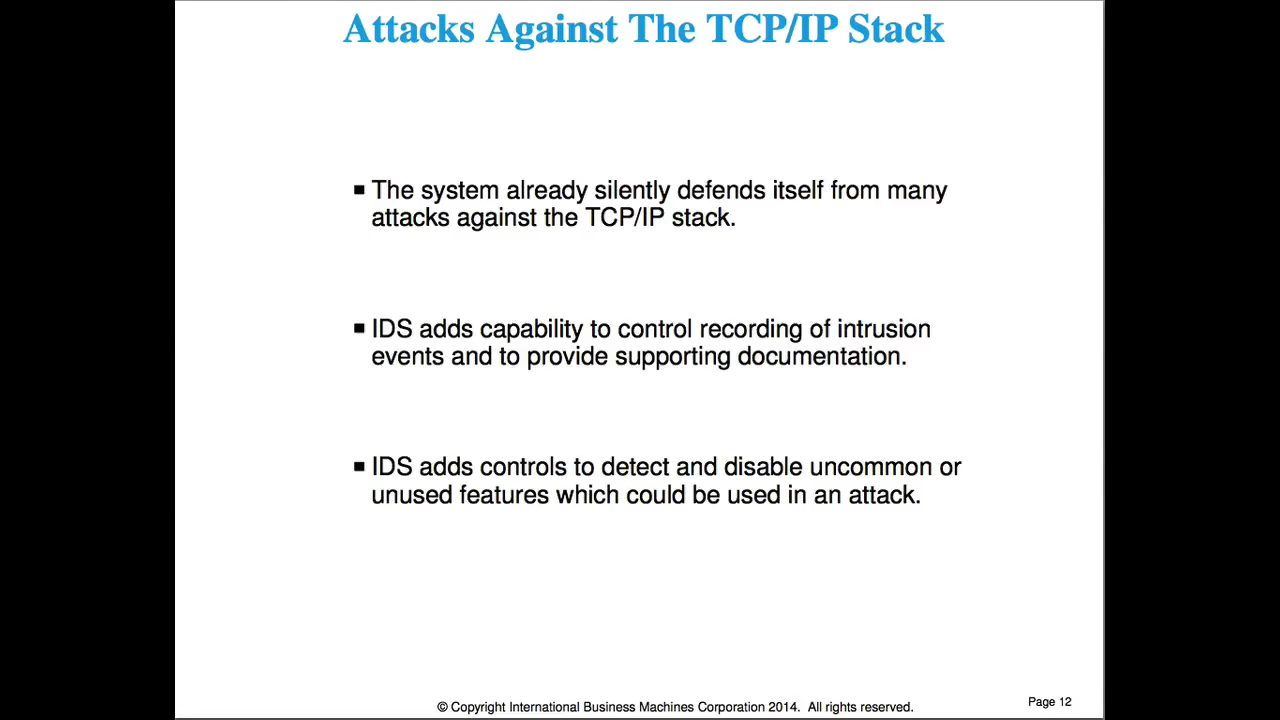 Attacks Against The TCP/IP Stack
■ The system already silently defends itself from many
attacks against the TCP/IP stack.
■ IDS adds capability to control recording of intrusion
events and to provide supporting documentation.
■ IDS adds controls to detect and disable uncommon or
unused features which could be used in an attack.
© Copyright International Business Machines Corporation 2014. All rights reserved.
Page 12